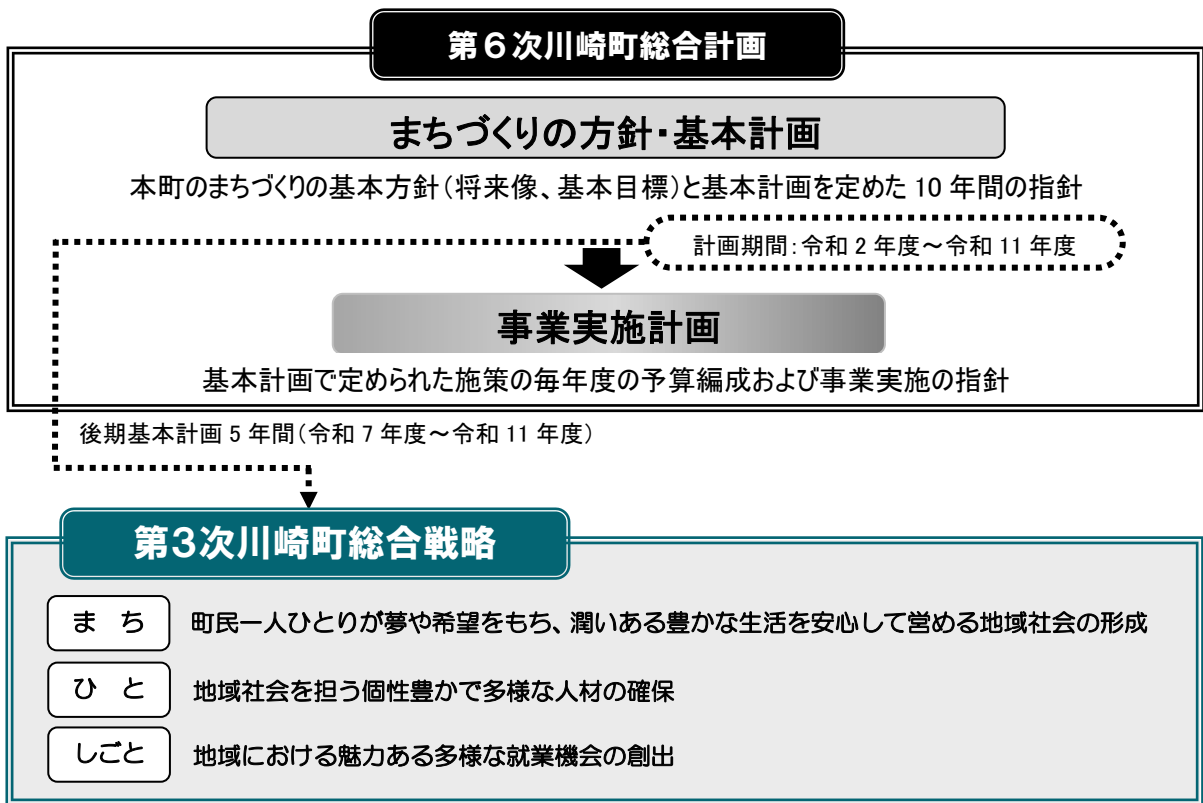 第６次川崎町総合計画
まちづくりの方針・基本計画
本町のまちづくりの基本方針（将来像、基本目標）と基本計画を定めた 10 年間の指針
計画期間：令和 2 年度～令和 11 年度
事業実施計画
基本計画で定められた施策の毎年度の予算編成および事業実施の指針
後期基本計画 5 年間（令和 7 年度～令和 11 年度）
第３次川崎町総合戦略
まち 町民一人ひとりが夢や希望をもち、潤いある豊かな生活を安心して営める地域社会の形成
ひと 地域社会を担う個性豊かで多様な人材の確保
しごと 地域における魅力ある多様な就業機会の創出